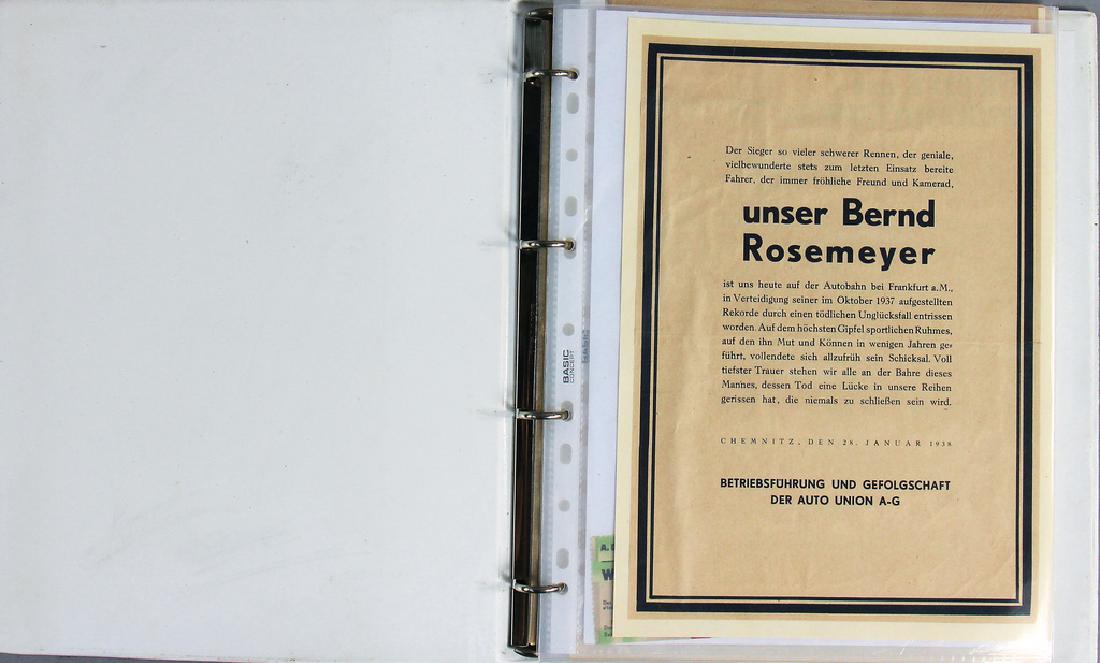 Der Sieger so vieler schwerer Rennen, der geniale,
vielbewunderte stets zum letzten Einsatz bereite
Fahrer, der immer fröhliche Freund und Kamerad,
unser Bernd
Rosemeyer
ist uns heute auf der Autobahn bei Frankfurt a.M.,
in Verteidigung seiner im Oktober 1937 aufgestellten
Rekorde durch einen tödlichen Unglücksfall entrissen
worden. Auf dem höchsten Gipfel sportlichen Ruhmes,
auf den ihn Mut und Können in wenigen Jahren ge-
führt, vollendete sich allzufrüh sein Schicksal. Voll
tiefster Trauer stehen wir alle an der Bahre dieses
Mannes, dessen Tod eine Lücke in unsere Reihen
gerissen hat, die niemals zu schließen sein wird.
CHEMNITZ, DEN 28. JANUAR 1938
BETRIEBSFÜHRUNG UND GEFOLGSCHAFT
DER AUTO UNION A-G
BASIC
CONCEPT